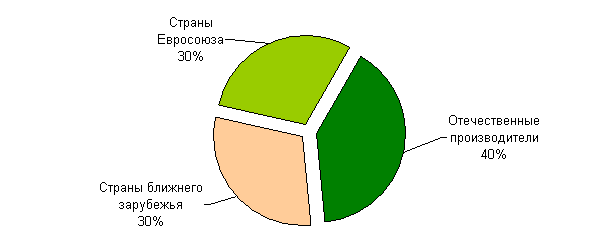 Страны
Евросоюза
30%
Отечественные
производители
40%
Страны ближнего
зарубежья
30%